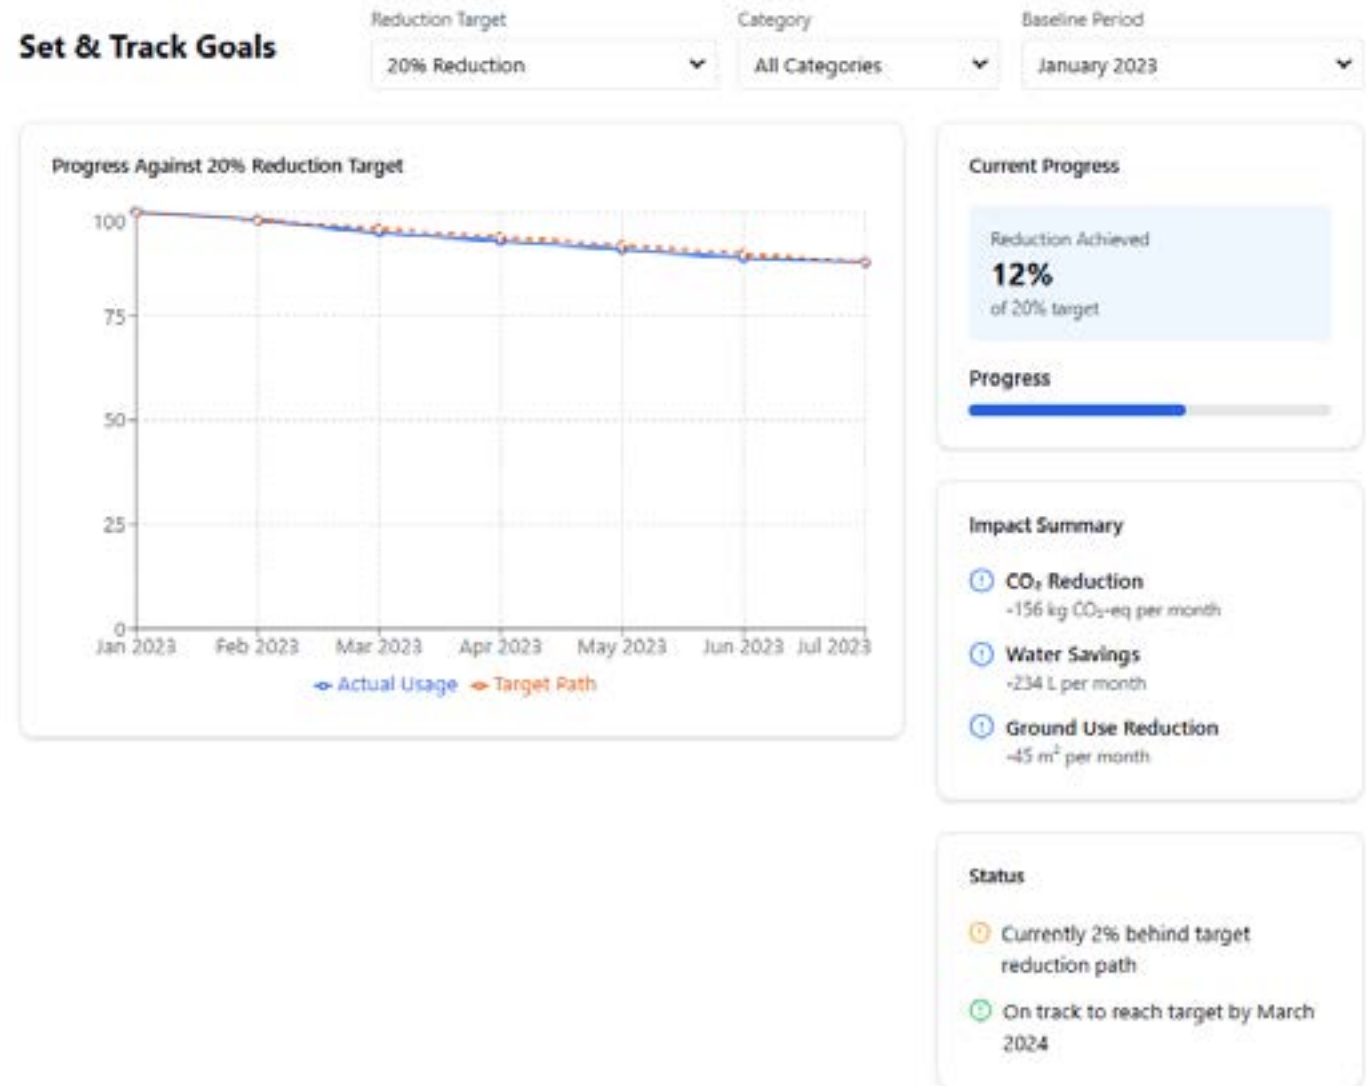 Set & Track Goals
Reduction Target
20% Reduction
Category
All Categories
Baseline Period
January 2023
Progress Against 20% Reduction Target
100
75
50
25
0
Jan 2023 Feb 2023 Mar 2023 Apr 2023 May 2023 Jun 2023 Jul 2023
Actual Usage Target Path
Current Progress
Reduction Achieved
12%
of 20% target
Progress
Impact Summary
CO₂ Reduction
-156 kg CO₂-eq per month
Water Savings
-234 L per month
Ground Use Reduction
-45 m² per month
Status
Currently 2% behind target
reduction path
On track to reach target by March
2024